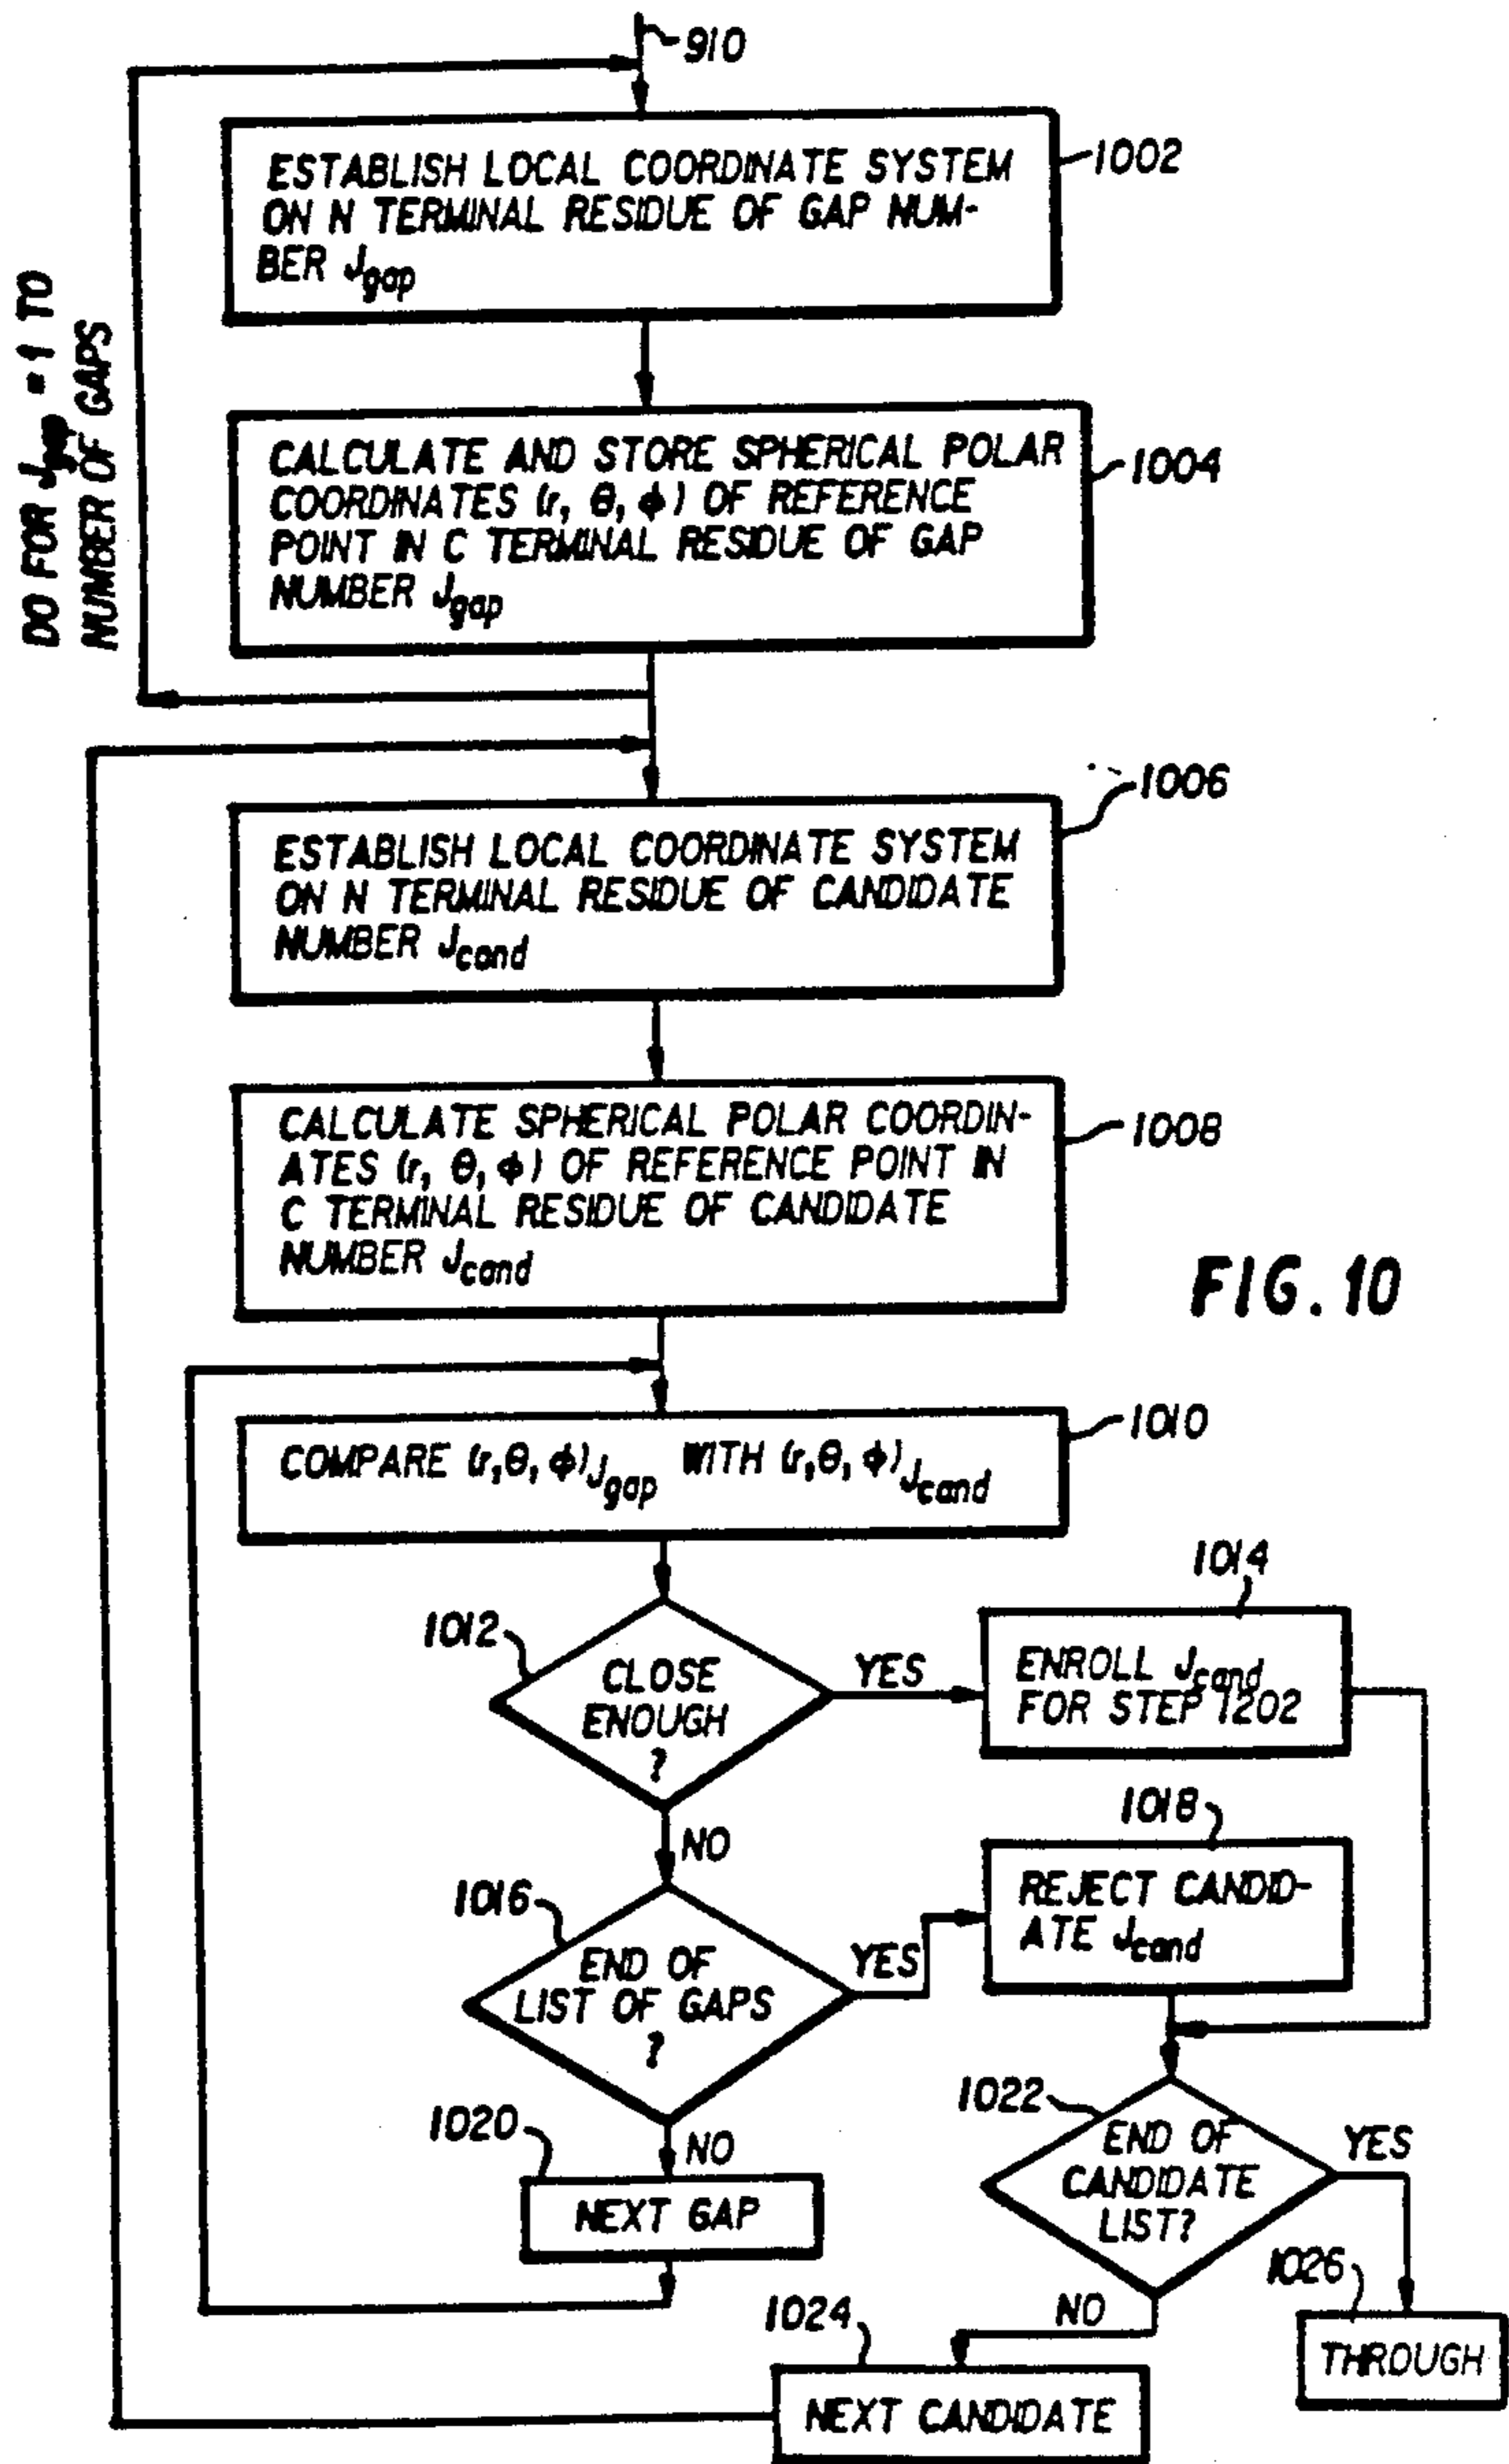 910
ESTABLISH LOCAL COORDINATE SYSTEM
ON N TERMINAL RESIDUE OF GAP NUM-
BER Jgap
1002
DO FOR Jgap = 1 TO
NUMBER OF GAPS
CALCULATE AND STORE SPHERICAL POLAR
COORDINATES (r, θ, ϕ) OF REFERENCE
POINT IN C TERMINAL RESIDUE OF GAP
NUMBER Jgap
1004
ESTABLISH LOCAL COORDINATE SYSTEM
ON N TERMINAL RESIDUE OF CANDIDATE
NUMBER Jcand
1006
CALCULATE SPHERICAL POLAR COORDIN-
ATES (r, θ, ϕ) OF REFERENCE POINT IN
C TERMINAL RESIDUE OF CANDIDATE
NUMBER Jcand
1008
FIG. 10
COMPARE (r,θ, ϕ)Jgap WITH (r,θ, ϕ)Jcand
1010
1012
CLOSE
ENOUGH
?
YES
1014
ENROLL Jcand
FOR STEP 1202
NO
1016
END OF
LIST OF GAPS
?
YES
1018
REJECT CANDID-
ATE Jcand
NO
1020
NEXT GAP
1022
END OF
CANDIDATE
LIST?
YES
1026
THROUGH
NO
1024
NEXT CANDIDATE